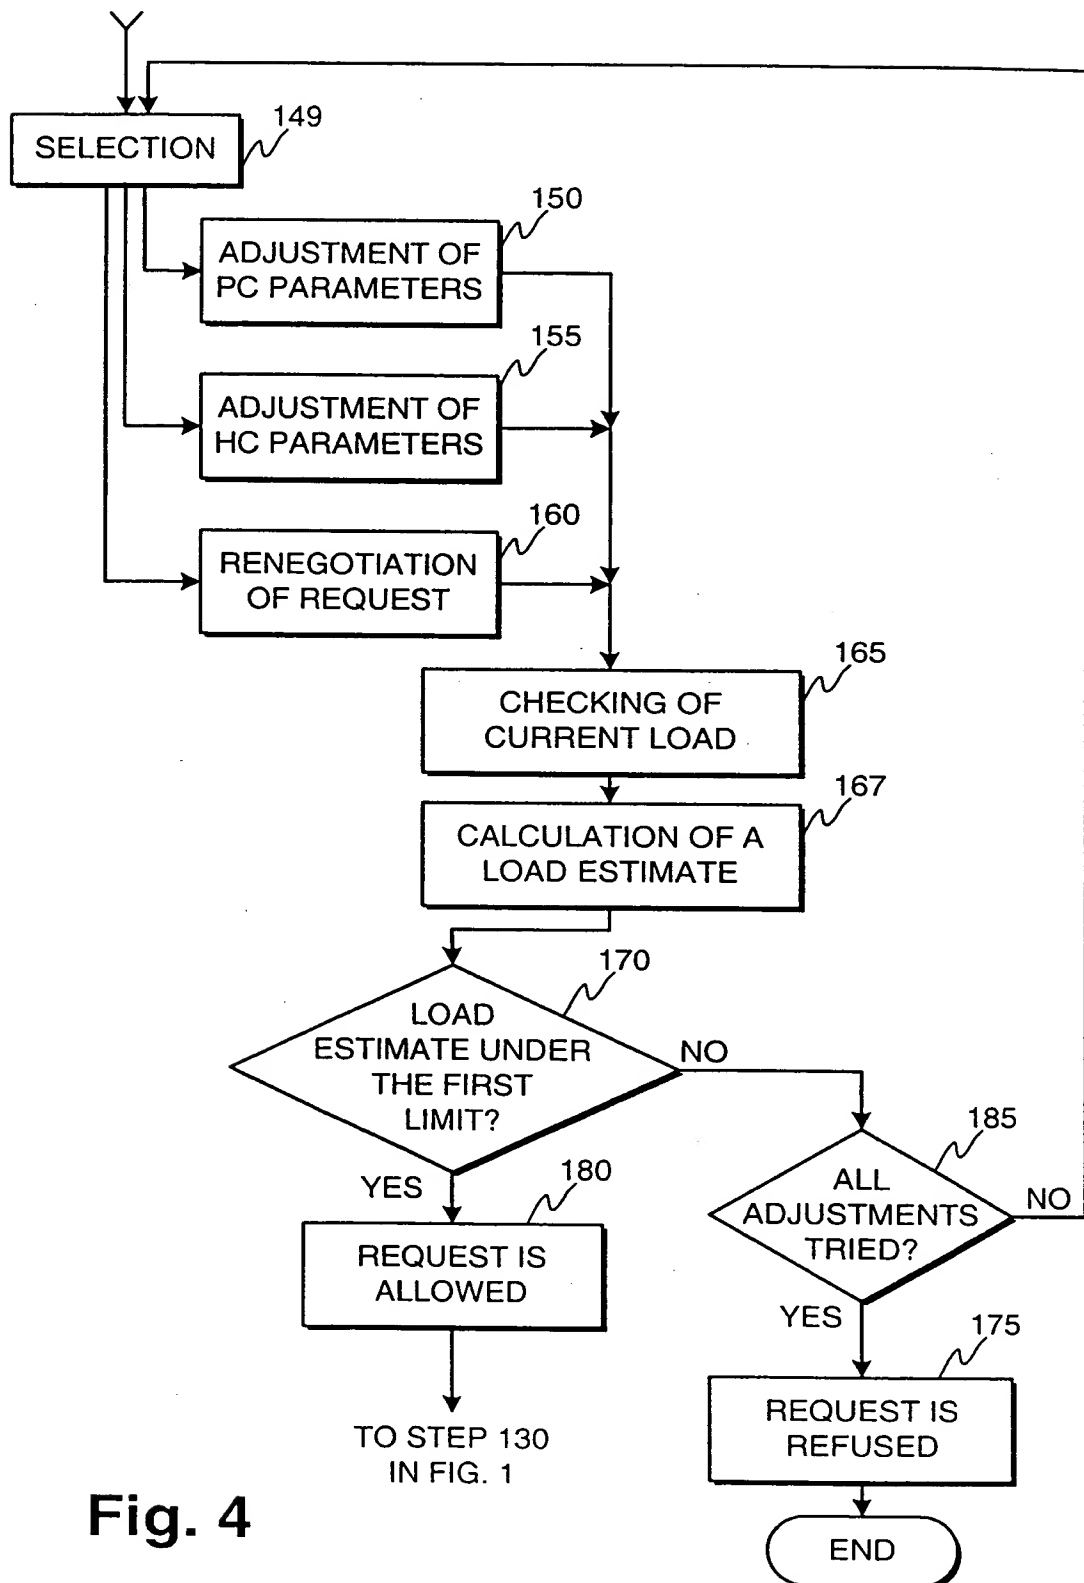 149
SELECTION
150
ADJUSTMENT OF
PC PARAMETERS
155
ADJUSTMENT OF
HC PARAMETERS
160
RENEGOTIATION
OF REQUEST
165
CHECKING OF
CURRENT LOAD
167
CALCULATION OF A
LOAD ESTIMATE
170
LOAD
ESTIMATE UNDER
THE FIRST
LIMIT?
NO
YES
185
ALL
ADJUSTMENTS
TRIED?
NO
YES
180
REQUEST IS
ALLOWED
TO STEP 130
IN FIG. 1
175
REQUEST IS
REFUSED
END
Fig. 4